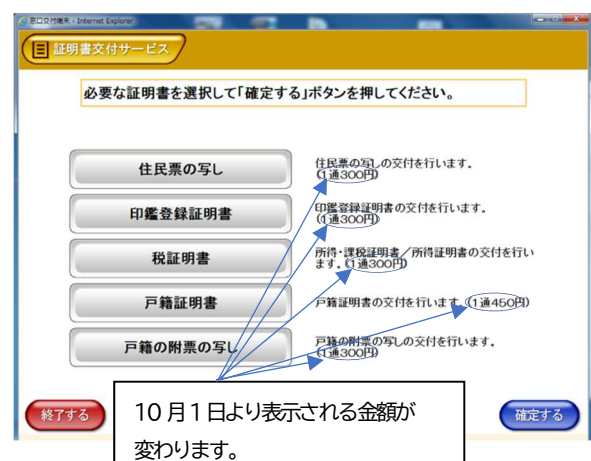 窓口交付端末 - Internet Explorer
証明書交付サービス
必要な証明書を選択して「確定する」ボタンを押してください。
住民票の写し
住民票の写しの交付を行います。
(1通300円)
印鑑登録証明書
印鑑登録証明書の交付を行います。
(1通300円)
税証明書
所得・課税証明書／所得証明書の交付を行い
ます。(1通300円)
戸籍証明書
戸籍証明書の交付を行います。(1通450円)
戸籍の附票の写し
戸籍の附票の写しの交付を行います。
(1通300円)
終了する
10月1日より表示される金額が
変わります。
確定する